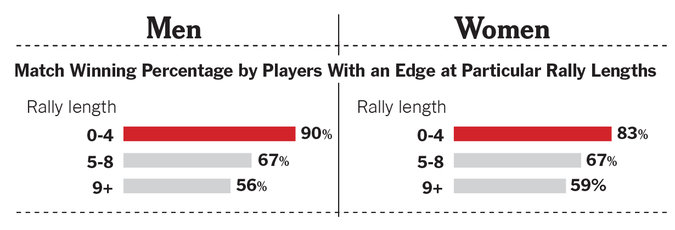 Men Women
Match Winning Percentage by Players With an Edge at Particular Rally Lengths
Rally length Rally length
0-4 90% 0-4 83%
5-8 67% 5-8 67%
9+ 56% 9+ 59%